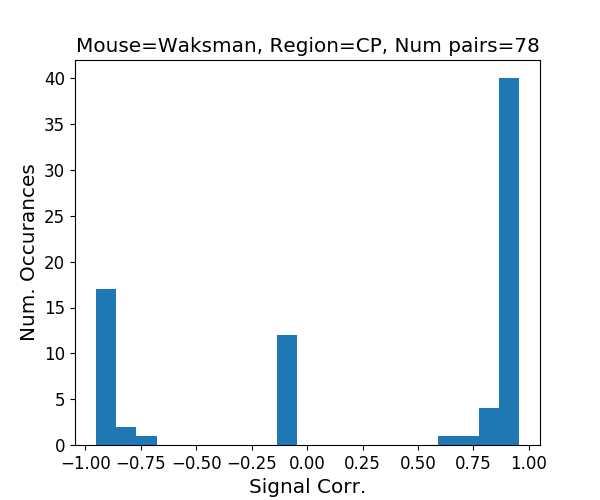 Mouse=Waksman, Region=CP, Num pairs=78
Num. Occurances
40
35
30
25
20
15
10
5
0
−1.00 −0.75 −0.50 −0.25 0.00 0.25 0.50 0.75 1.00
Signal Corr.